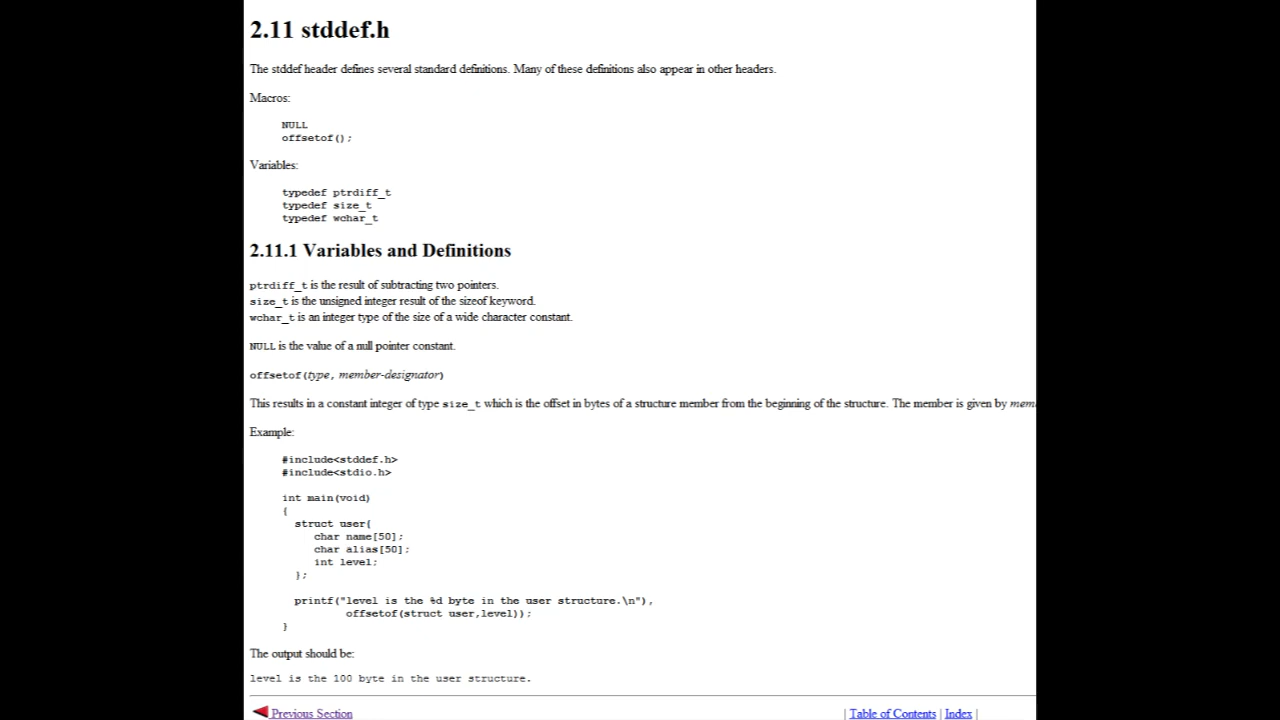 2.11 stddef.h
The stddef header defines several standard definitions. Many of these definitions also appear in other headers.
Macros:
NULL
offsetof();
Variables:
typedef ptrdiff_t
typedef size_t
typedef wchar_t
2.11.1 Variables and Definitions
ptrdiff_t is the result of subtracting two pointers.
size_t is the unsigned integer result of the sizeof keyword.
wchar_t is an integer type of the size of a wide character constant.
NULL is the value of a null pointer constant.
offsetof(type, member-designator)
This results in a constant integer of type size_t which is the offset in bytes of a structure member from the beginning of the structure. The member is given by
Example:
#include<stddef.h>
#include<stdio.h>
int main(void)
{
struct user{
char name[50];
char alias[50];
int level;
};
printf("level is the %d byte in the user structure.\n"),
offsetof(struct user,level));
}
The output should be:
level is the 100 byte in the user structure.
Previous Section | Table of Contents | Index |